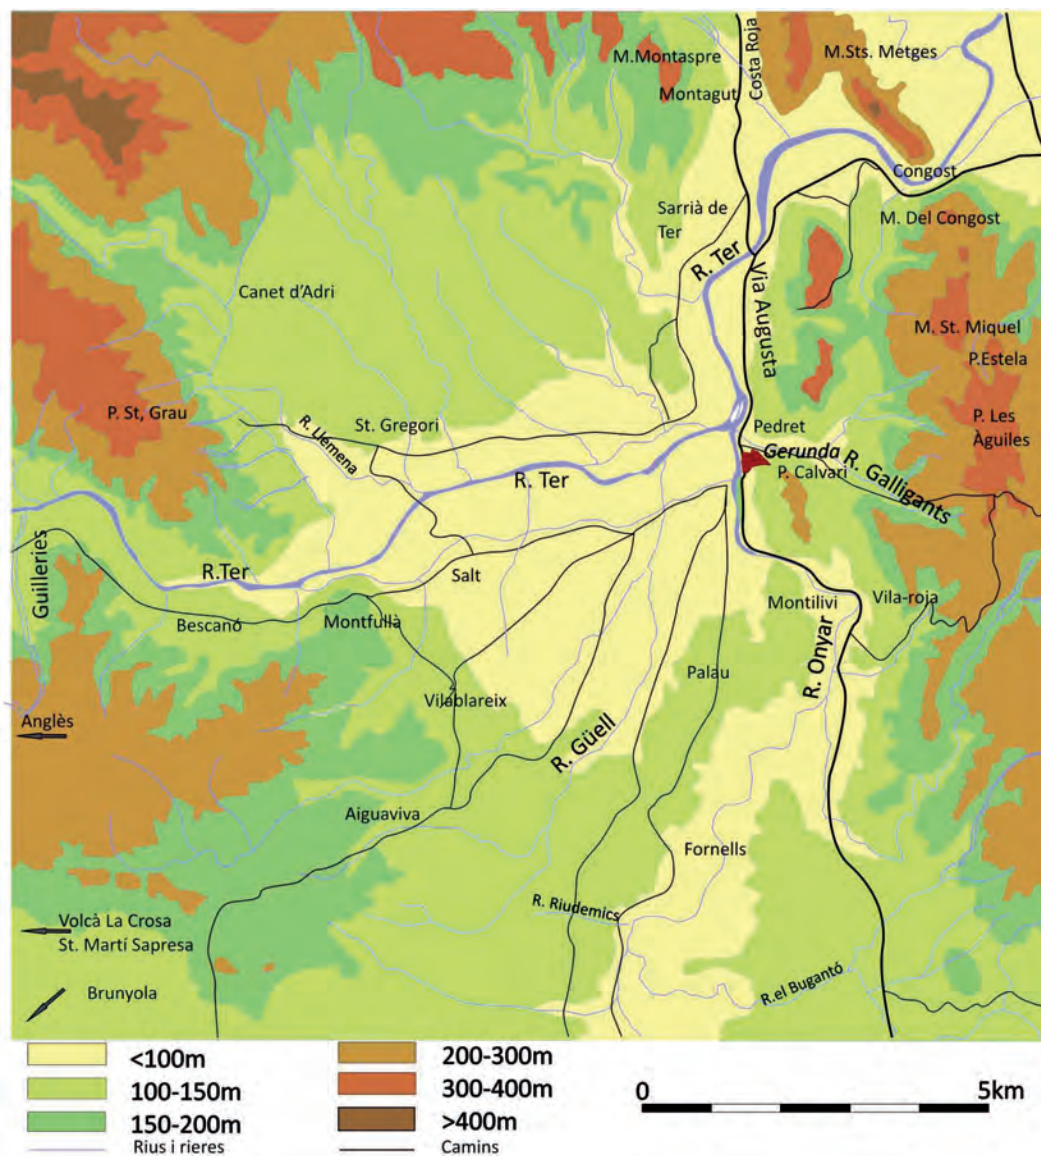 M.Montaspre
Costa Roja
M.Sts. Metges
Montagut
Congost
Sarrià de
Ter
M. Del Congost
R. Ter
Via Augusta
Canet d'Adri
M. St. Miquel
P.Estela
P. St, Grau
St. Gregori
R. Llémena
Pedret
P. Les
Àguiles
Gerunda
R. Galligants
P. Calvari
R. Ter
Guilleries
R.Ter
Salt
Bescanó
Montfullà
Montilivi
Vila-roja
Palau
R. Onyar
Vilablareix
Anglès
R. Güell
Aiguaviva
Fornells
R. Riudemics
Volcà La Crosa
St. Martí Sapresa
Brunyola
R.el Bugantó
<100m
100-150m
150-200m
Rius i rieres
200-300m
300-400m
>400m
Camins
0
5km